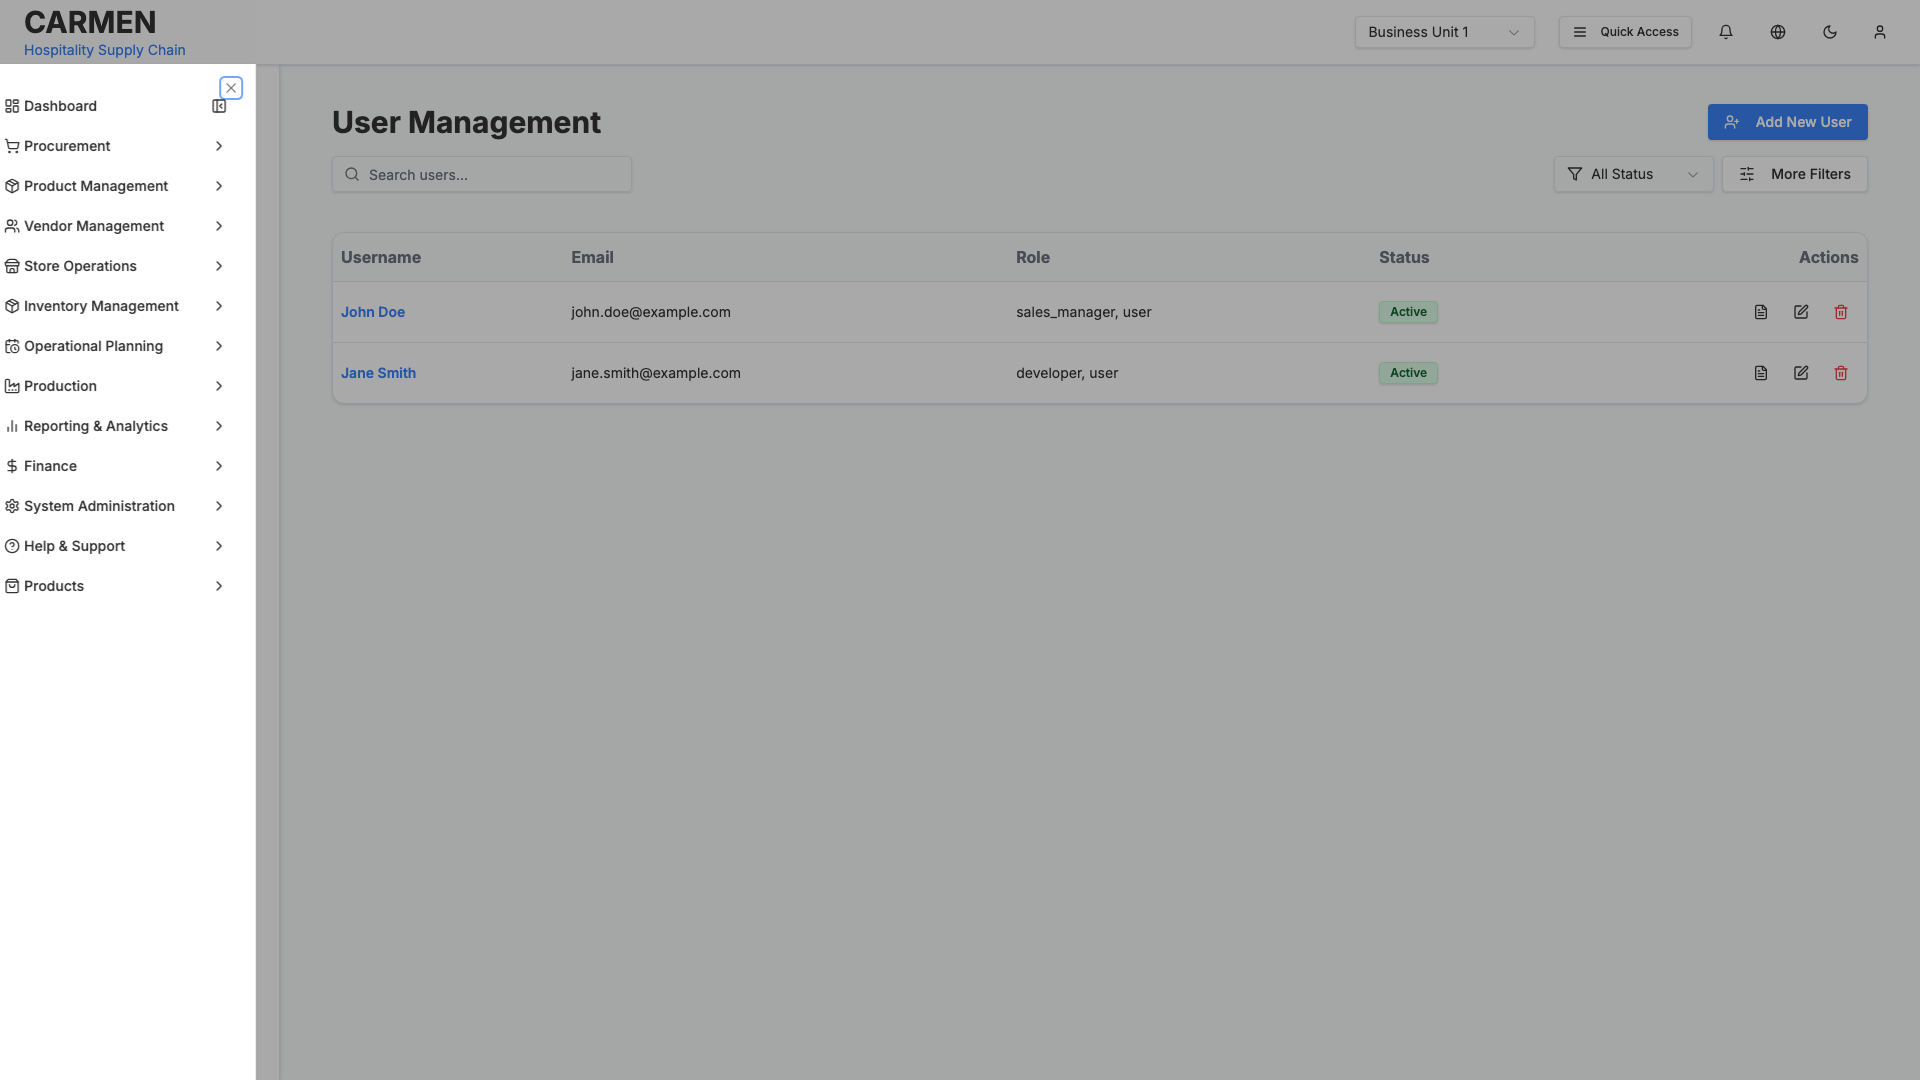 CARMEN
Hospitality Supply Chain
Business Unit 1
Quick Access
Dashboard
Procurement
Product Management
Vendor Management
Store Operations
Inventory Management
Operational Planning
Production
Reporting & Analytics
Finance
System Administration
Help & Support
Products
User Management
Add New User
Search users...
All Status
More Filters
Username Email Role Status Actions
John Doe john.doe@example.com sales_manager, user Active
Jane Smith jane.smith@example.com developer, user Active